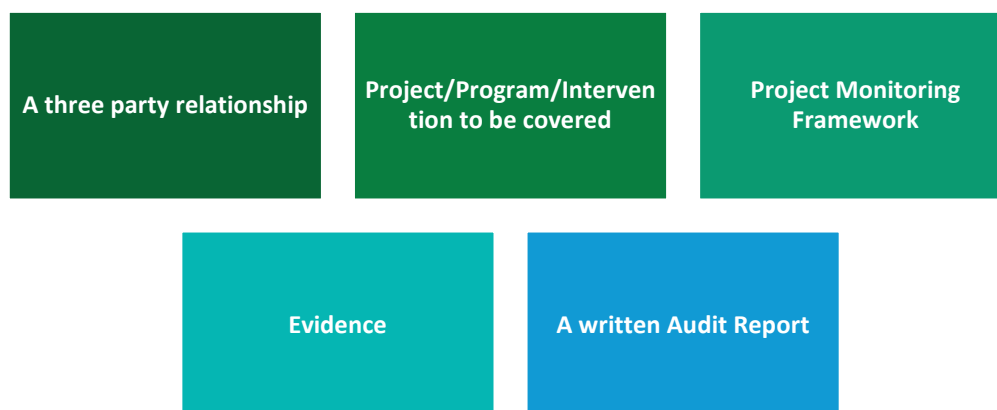 A three party relationship
Project/Program/Interven
tion to be covered
Project Monitoring
Framework
Evidence
A written Audit Report